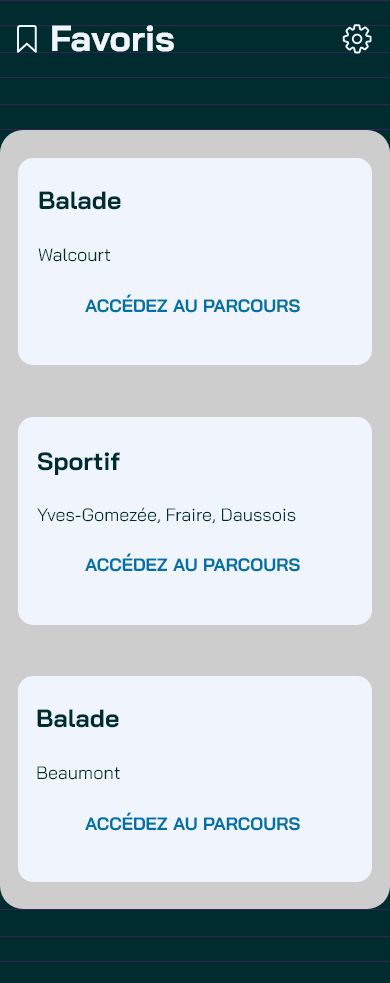 Favoris
Balade
Walcourt
ACCÉDEZ AU PARCOURS
Sportif
Yves-Gomezée, Fraire, Daussois
ACCÉDEZ AU PARCOURS
Balade
Beaumont
ACCÉDEZ AU PARCOURS